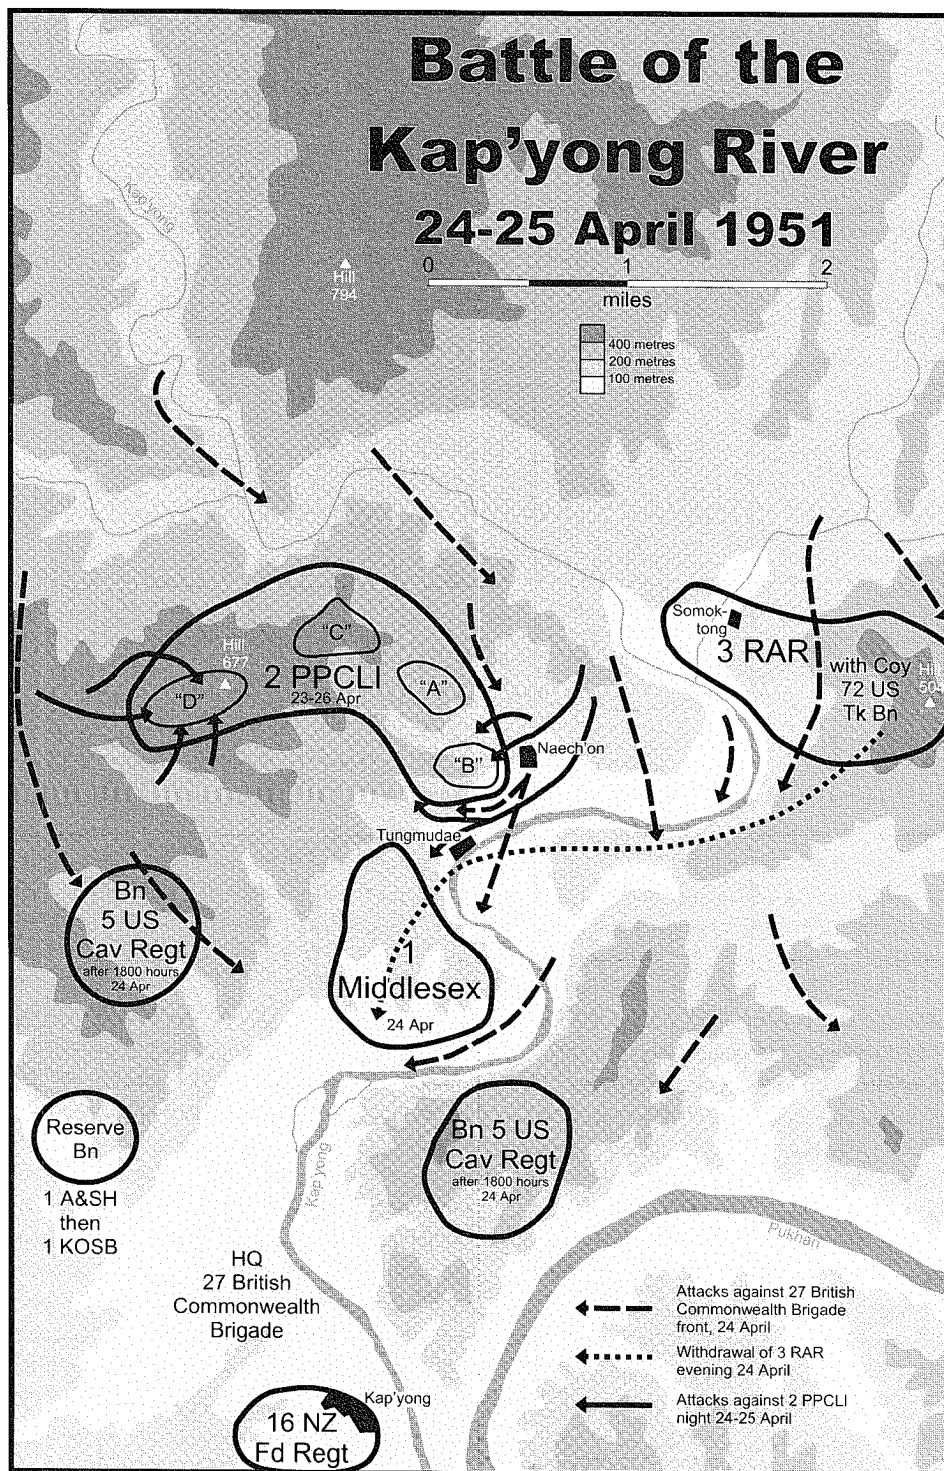 Battle of the
Kap'yong River
24-25 April 1951
0 1 2
miles
400 metres
200 metres
100 metres
Kap'yong
Hill
794
Somok-
tong
3 RAR
with Coy
72 US
Tk Bn
Hill
504
"C"
Hill
677
2 PPCLI
23-26 Apr
"D"
"A"
"B"
Naech'on
Tungmudae
Bn
5 US
Cav Regt
after 1800 hours
24 Apr
1
Middlesex
24 Apr
Reserve
Bn
1 A&SH
then
1 KOSB
Bn 5 US
Cav Regt
after 1800 hours
24 Apr
Kap'yong
Pukhan
HQ
27 British
Commonwealth
Brigade
Kap'yong
16 NZ
Fd Regt
Attacks against 27 British
Commonwealth Brigade
front, 24 April
Withdrawal of 3 RAR
evening 24 April
Attacks against 2 PPCLI
night 24-25 April